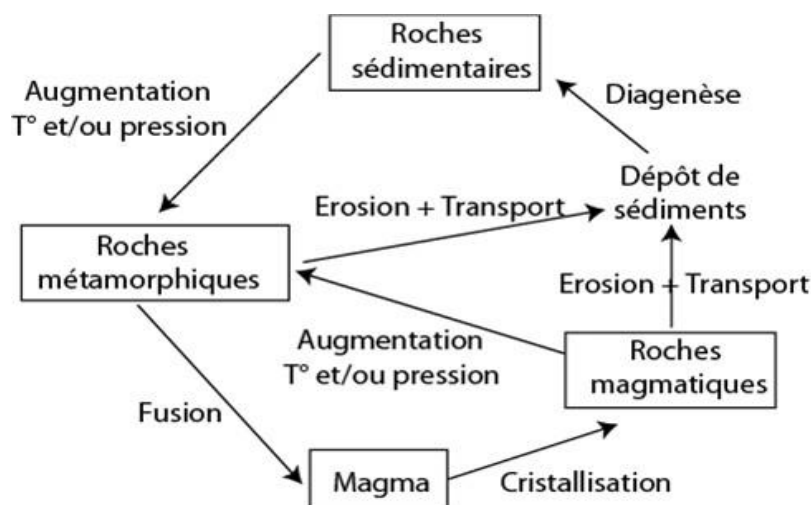 Roches
sédimentaires
Augmentation
T° et/ou pression
Diagenèse
Dépôt de
sédiments
Erosion + Transport
Roches
métamorphiques
Erosion + Transport
Augmentation
T° et/ou pression
Roches
magmatiques
Fusion
Magma
Cristallisation